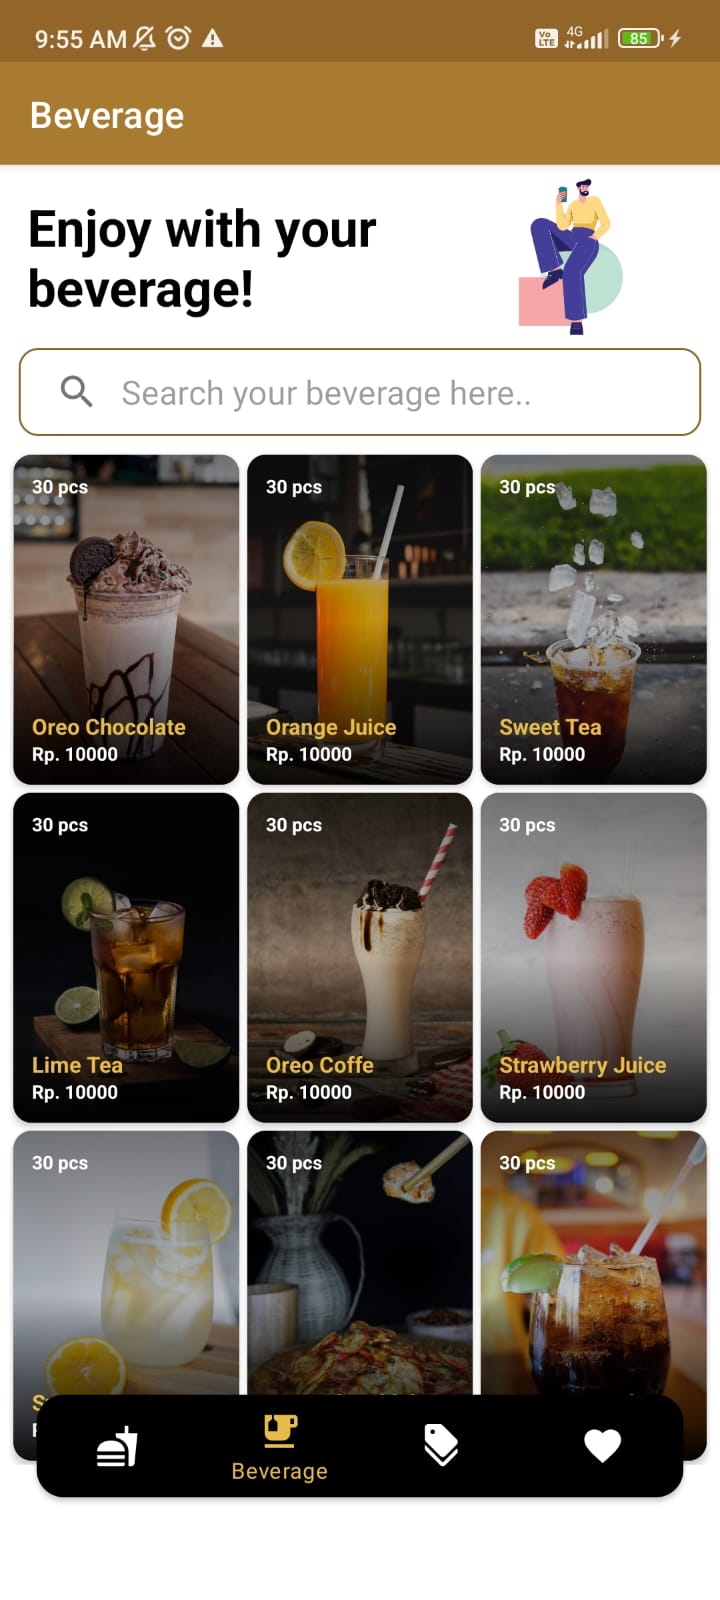 9:55 AM
Vo LTE
4G
85
Beverage
Enjoy with your
beverage!
Search your beverage here..
30 pcs
30 pcs
30 pcs
Oreo Chocolate
Orange Juice
Sweet Tea
Rp. 10000
Rp. 10000
Rp. 10000
30 pcs
30 pcs
30 pcs
Lime Tea
Oreo Coffe
Strawberry Juice
Rp. 10000
Rp. 10000
Rp. 10000
30 pcs
30 pcs
30 pcs
Beverage